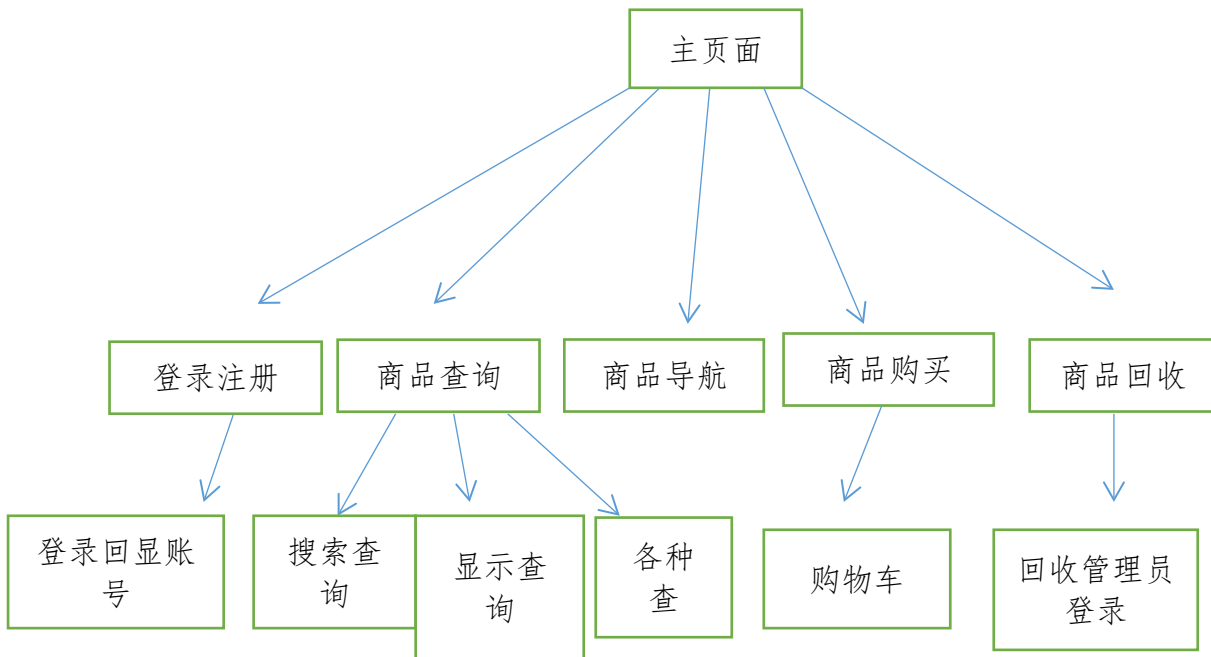 主页面
登录注册
商品查询
商品导航
商品购买
商品回收
登录回显账
号
搜索查
询
显示查
询
各种
查
购物车
回收管理员
登录